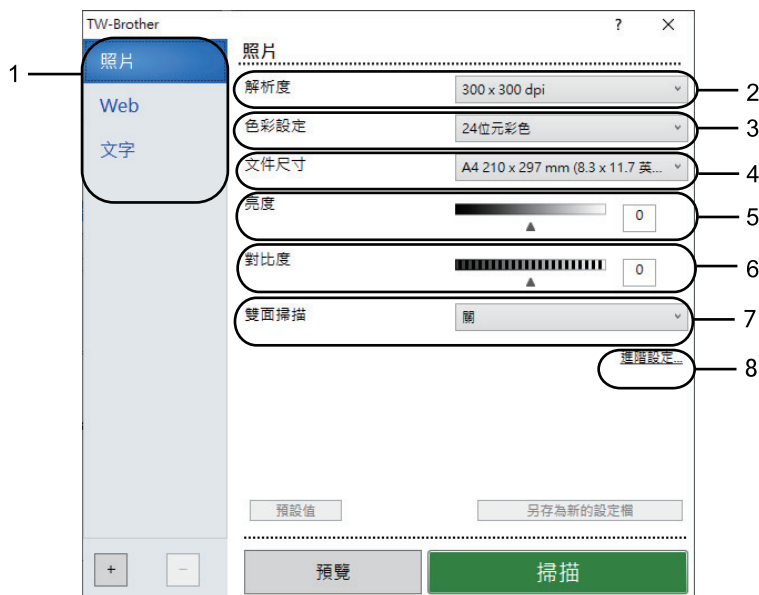 TW-Brother ? ×
照片
照片
1
Web
文字
解析度 300 x 300 dpi 2
色彩設定 24位元彩色 3
文件尺寸 A4 210 x 297 mm (8.3 x 11.7 英... 4
亮度 0 5
對比度 0 6
雙面掃描 關 7
進階設定... 8
預設值 另存為新的設定檔
+ − 預覽 掃描